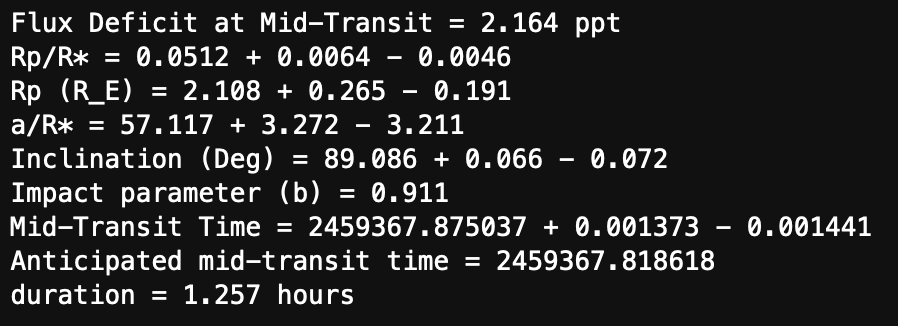 Flux Deficit at Mid-Transit = 2.164 ppt
Rp/R* = 0.0512 + 0.0064 - 0.0046
Rp (R_E) = 2.108 + 0.265 - 0.191
a/R* = 57.117 + 3.272 - 3.211
Inclination (Deg) = 89.086 + 0.066 - 0.072
Impact parameter (b) = 0.911
Mid-Transit Time = 2459367.875037 + 0.001373 - 0.001441
Anticipated mid-transit time = 2459367.818618
duration = 1.257 hours